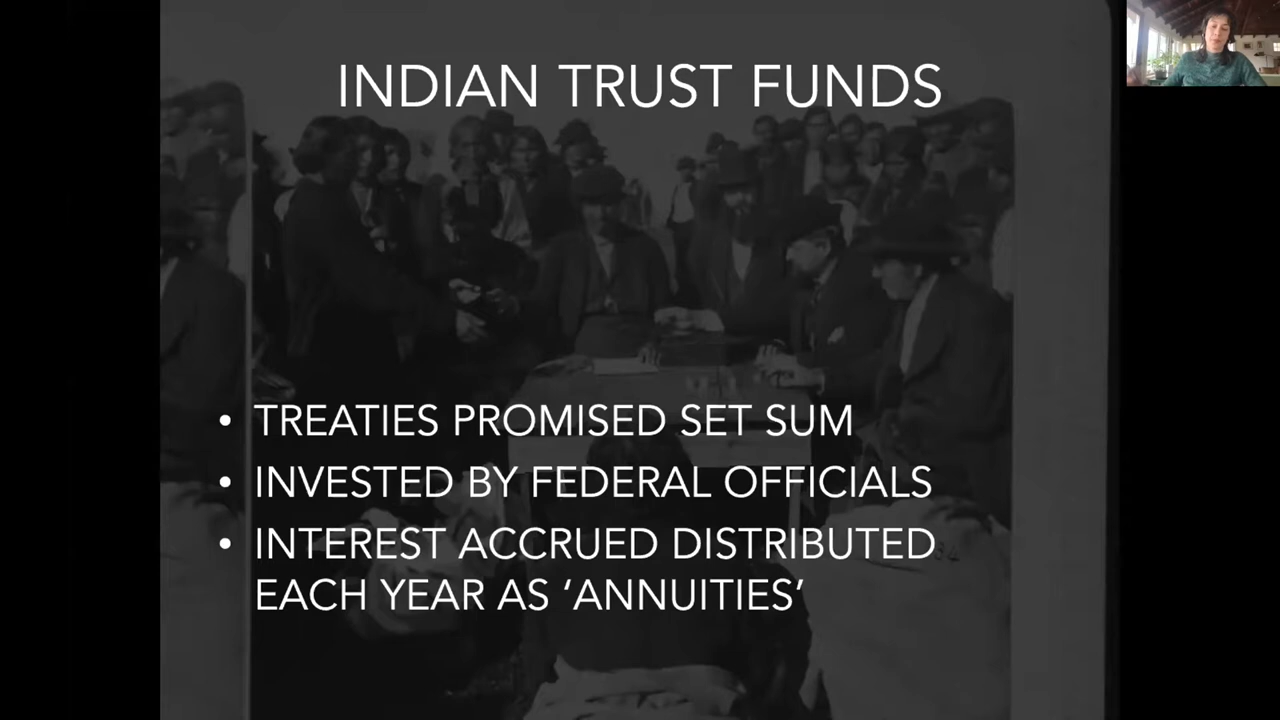 INDIAN TRUST FUNDS
• TREATIES PROMISED SET SUM
• INVESTED BY FEDERAL OFFICIALS
• INTEREST ACCRUED DISTRIBUTED
EACH YEAR AS ‘ANNUITIES’